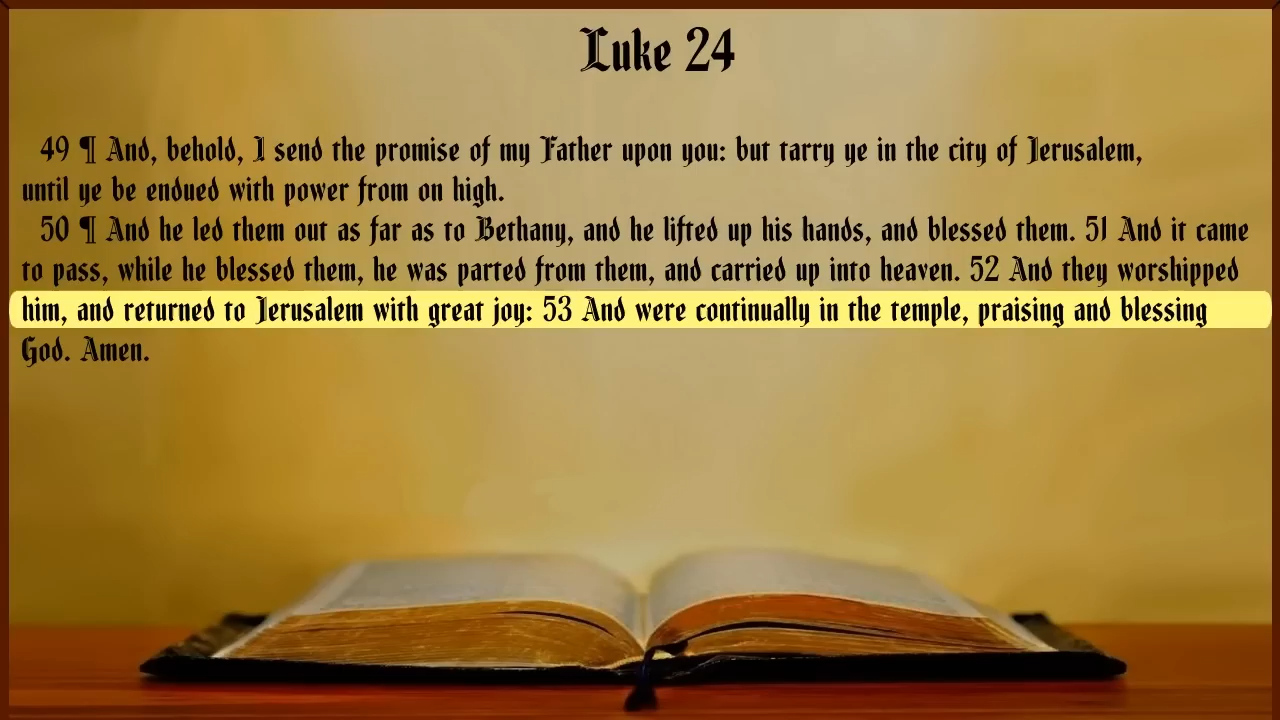 Luke 24
49 ¶ And, behold, I send the promise of my Father upon you: but tarry ye in the city of Jerusalem,
until ye be endued with power from on high.
50 ¶ And he led them out as far as to Bethany, and he lifted up his hands, and blessed them. 51 And it came
to pass, while he blessed them, he was parted from them, and carried up into heaven. 52 And they worshipped
him, and returned to Jerusalem with great joy: 53 And were continually in the temple, praising and blessing
God. Amen.